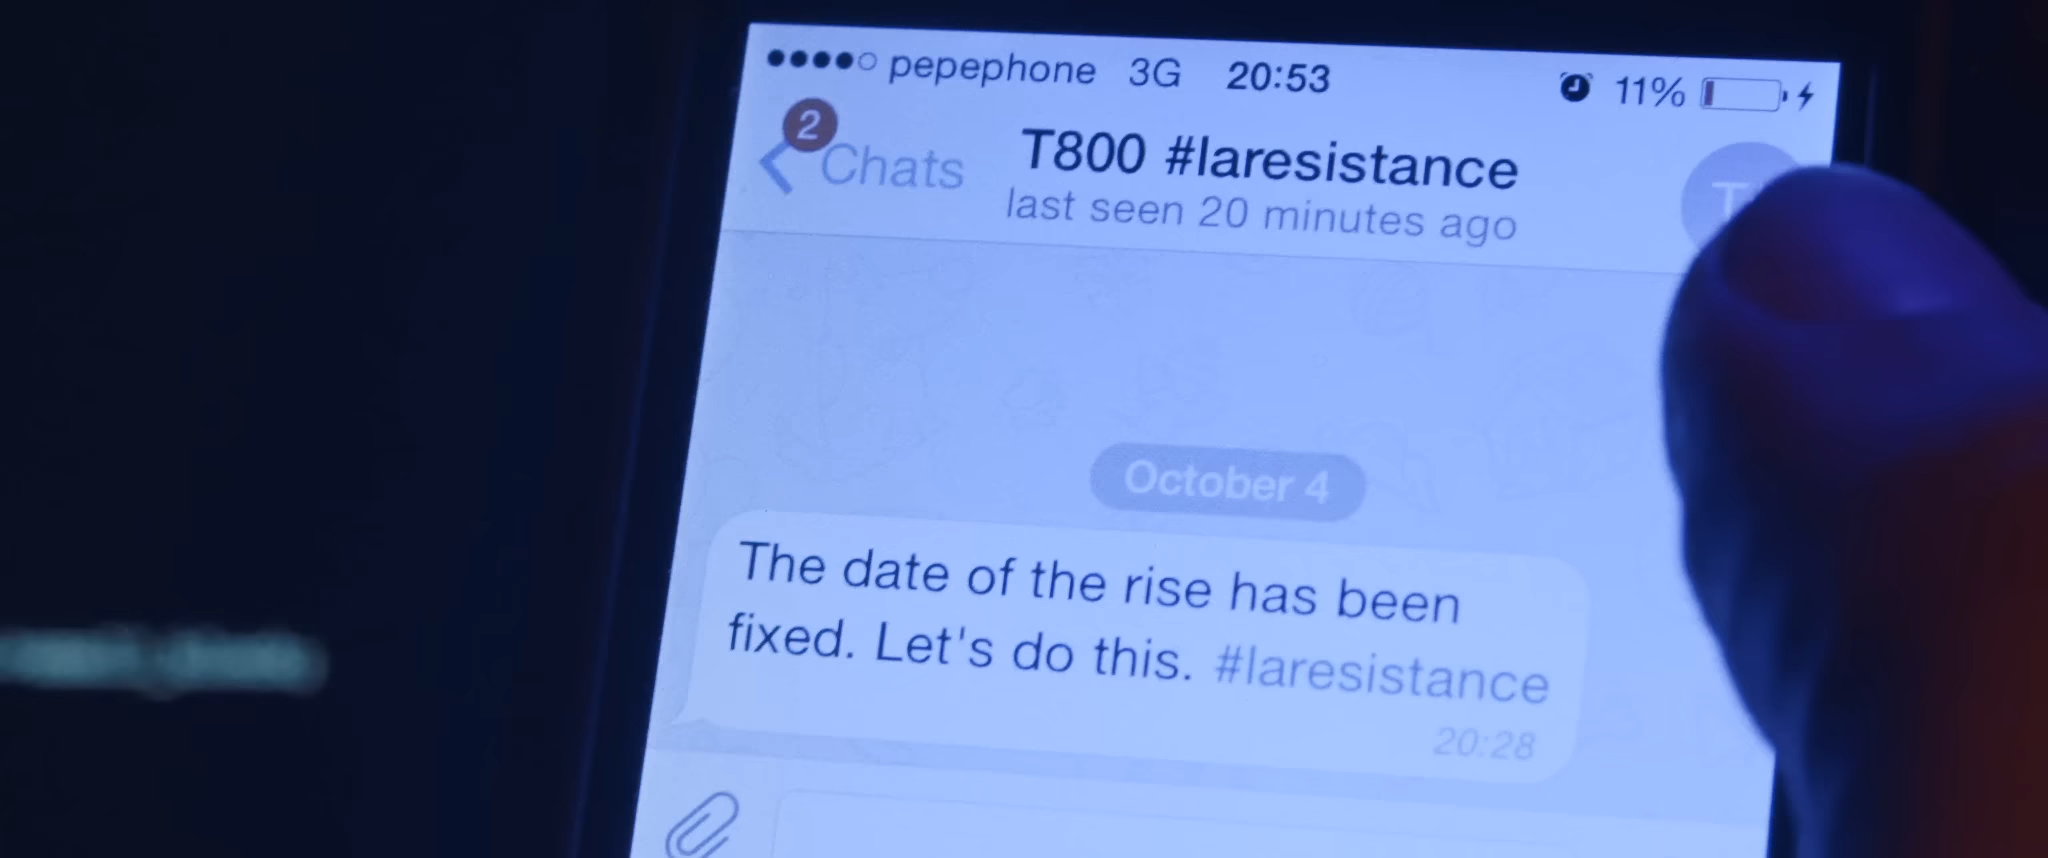 pepephone 3G 20:53 11%
2
Chats
T800 #laresistance
last seen 20 minutes ago
October 4
The date of the rise has been
fixed. Let's do this. #laresistance
20:28